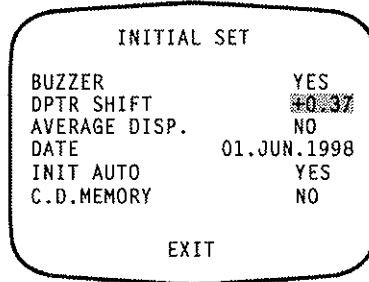 INITIAL SET
BUZZER YES
DPTR SHIFT +0.37
AVERAGE DISP. NO
DATE 01.JUN.1998
INIT AUTO YES
C.D.MEMORY NO
EXIT